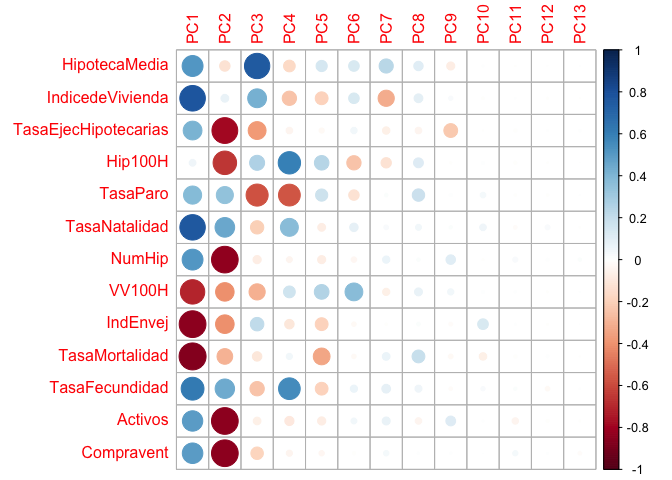 PC1 PC2 PC3 PC4 PC5 PC6 PC7 PC8 PC9 PC10 PC11 PC12 PC13
HipotecaMedia
IndicedeVivienda
TasaEjecHipotecarias
Hip100H
TasaParo
TasaNatalidad
NumHip
VV100H
IndEnvej
TasaMortalidad
TasaFecundidad
Activos
Compravent
1
0.8
0.6
0.4
0.2
0
-0.2
-0.4
-0.6
-0.8
-1